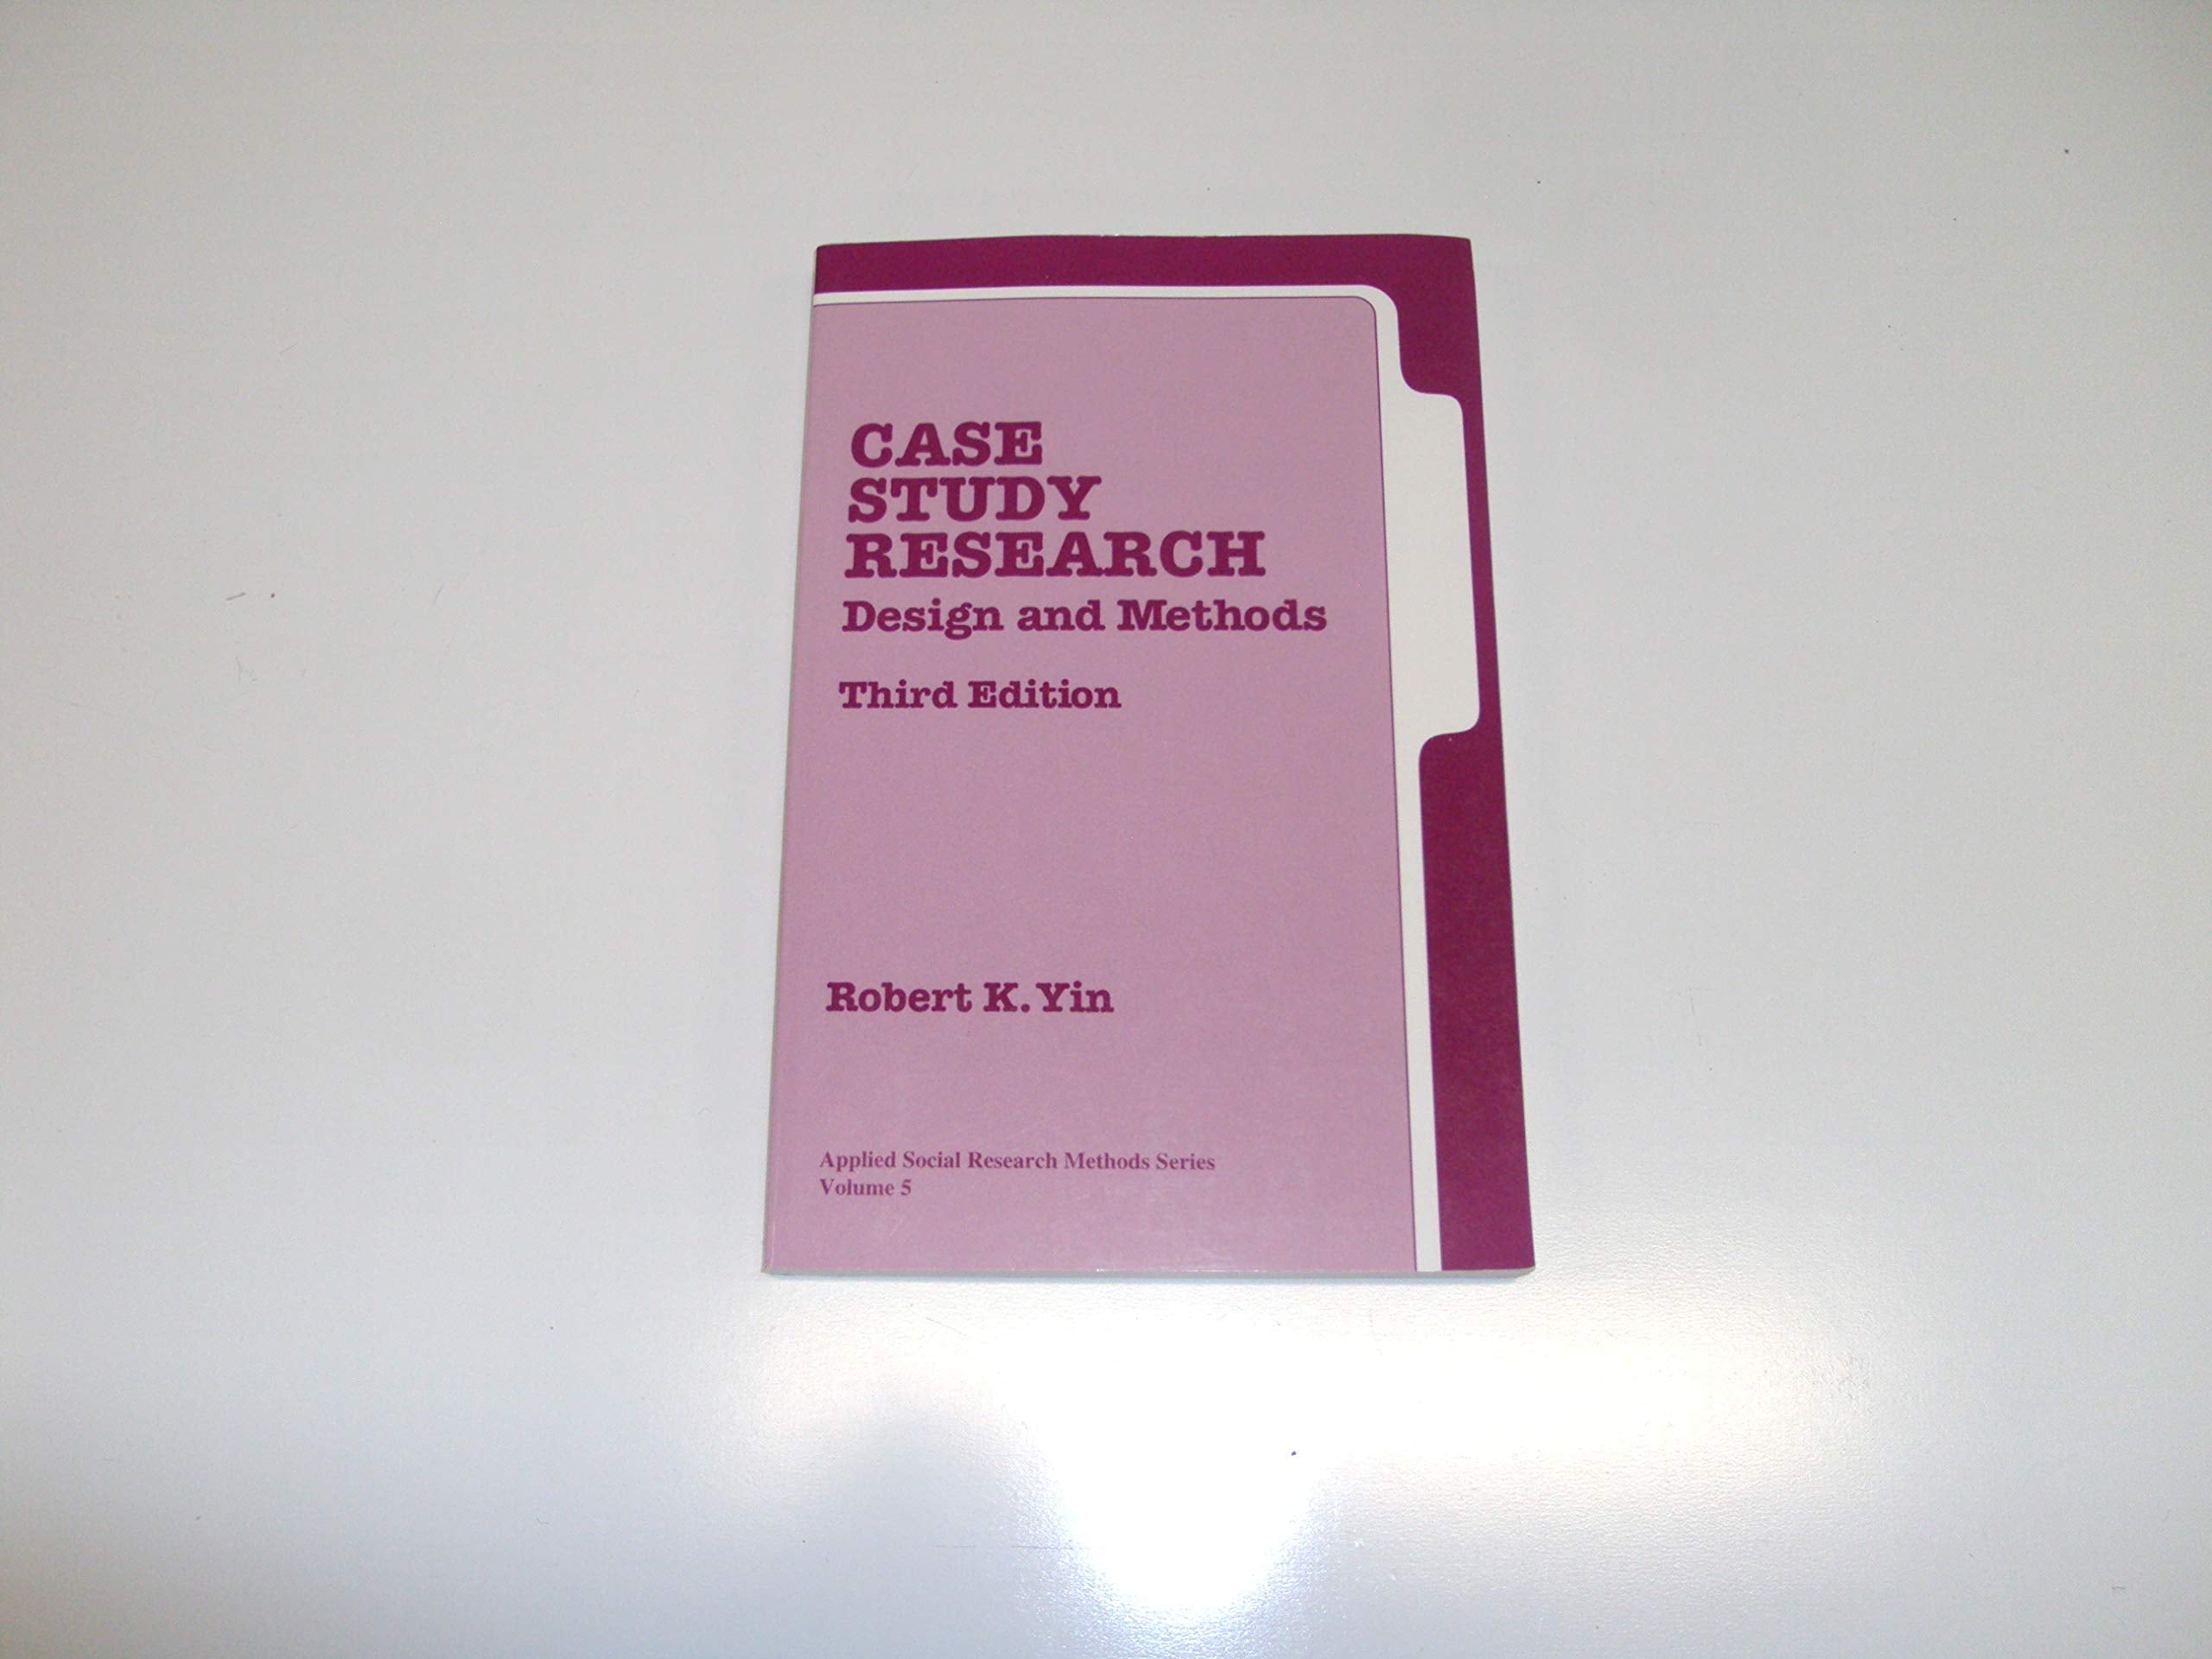 CASE
STUDY
RESEARCH
Design and Methods
Third Edition
Robert K. Yin
Applied Social Research Methods Series
Volume 5